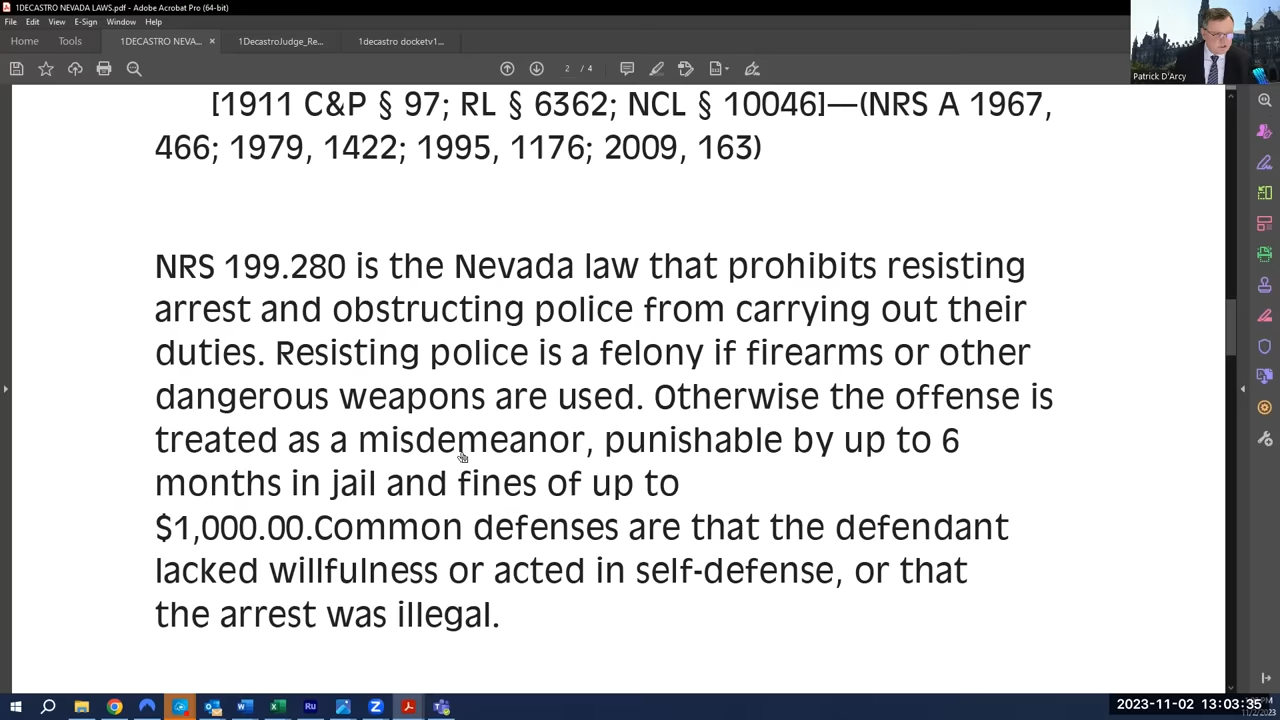 1DECASTRO NEVADA LAWS.pdf - Adobe Acrobat Pro (64-bit)
File Edit View E-Sign Window Help
Home Tools 1DECASTRO NEVA... × 1DecastroJudge_Re... 1decastro docketv1...
2 / 4
Patrick D'Arcy
[1911 C&P § 97; RL § 6362; NCL § 10046]—(NRS A 1967,
466; 1979, 1422; 1995, 1176; 2009, 163)
NRS 199.280 is the Nevada law that prohibits resisting
arrest and obstructing police from carrying out their
duties. Resisting police is a felony if firearms or other
dangerous weapons are used. Otherwise the offense is
treated as a misdemeanor, punishable by up to 6
months in jail and fines of up to
$1,000.00.Common defenses are that the defendant
lacked willfulness or acted in self-defense, or that
the arrest was illegal.
2023-11-02 13:03:35